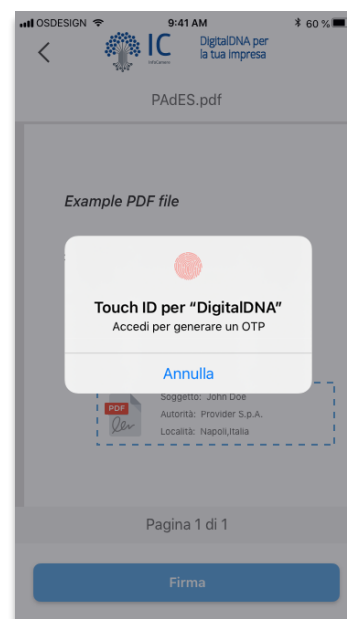 OSDESIGN 9:41 AM 60 %
IC DigitalDNA per
la tua Impresa
PAdES.pdf
Example PDF file
Touch ID per “DigitalDNA”
Accedi per generare un OTP
Annulla
Soggetto: John Doe
PDF
Autorità: Provider S.p.A.
Località: Napoli,Italia
Pagina 1 di 1
Firma